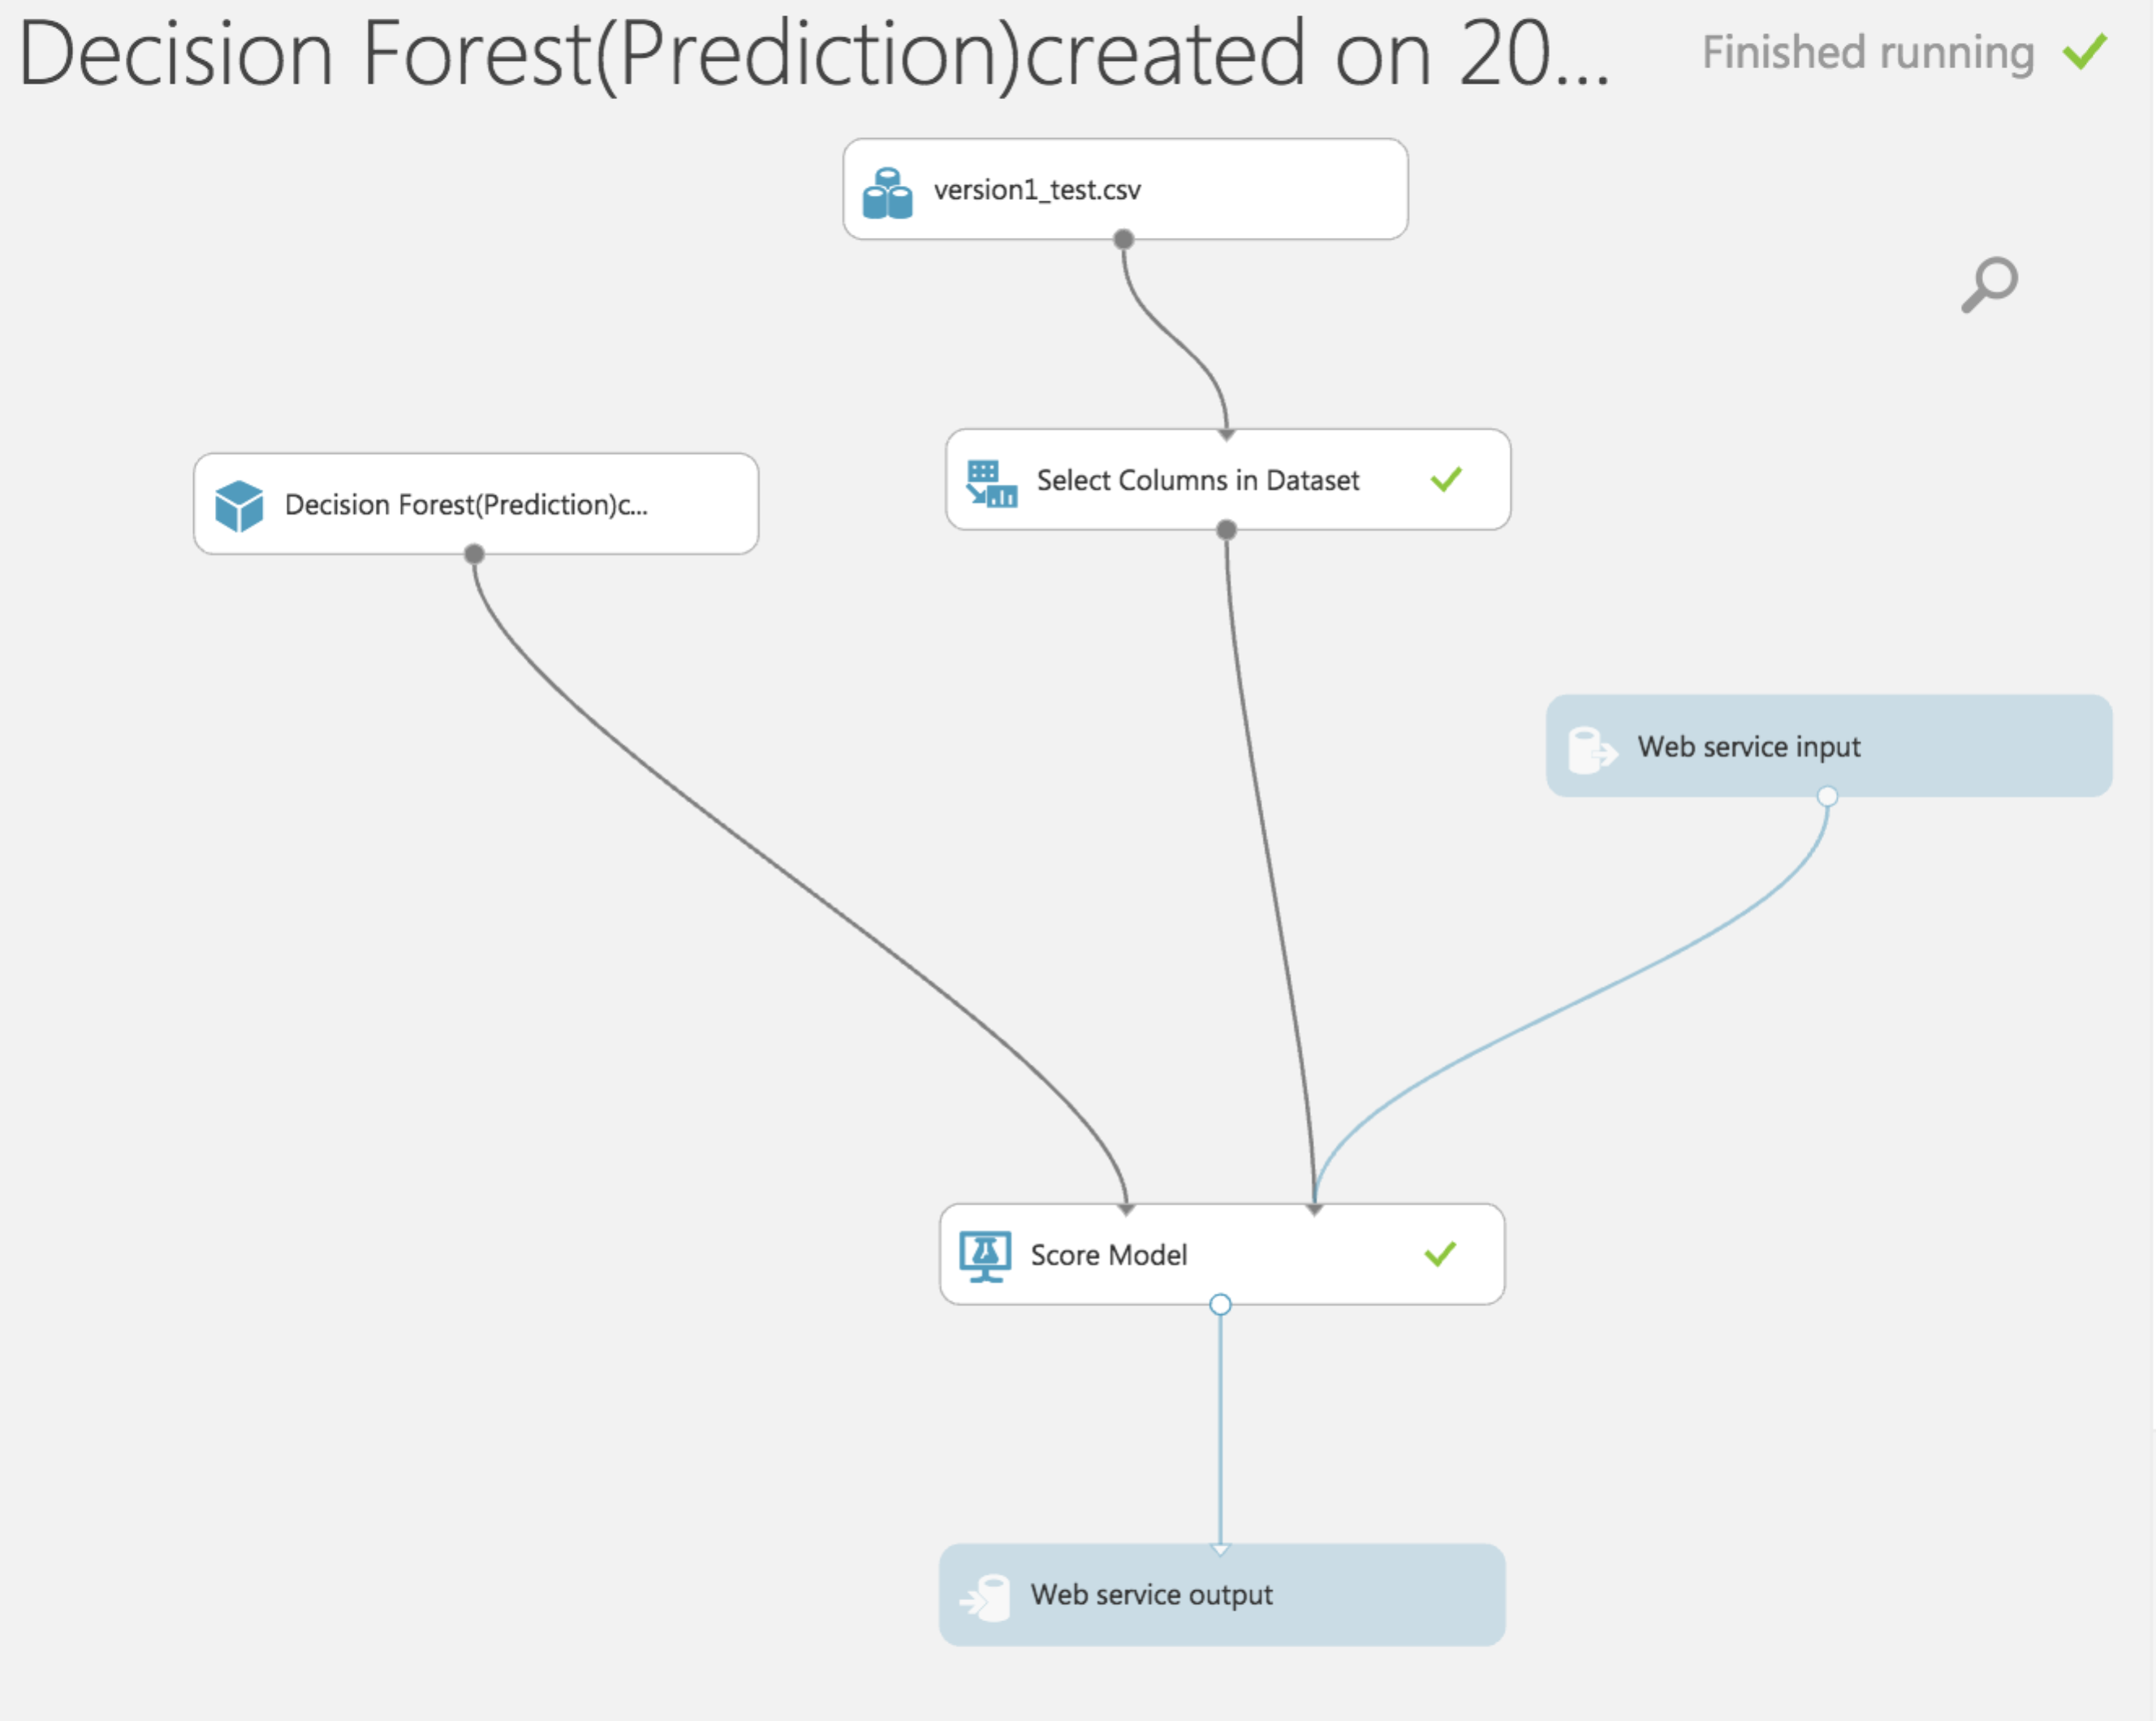 Decision Forest(Prediction)created on 20...
Finished running
version1_test.csv
Select Columns in Dataset
Decision Forest(Prediction)c...
Web service input
Score Model
Web service output